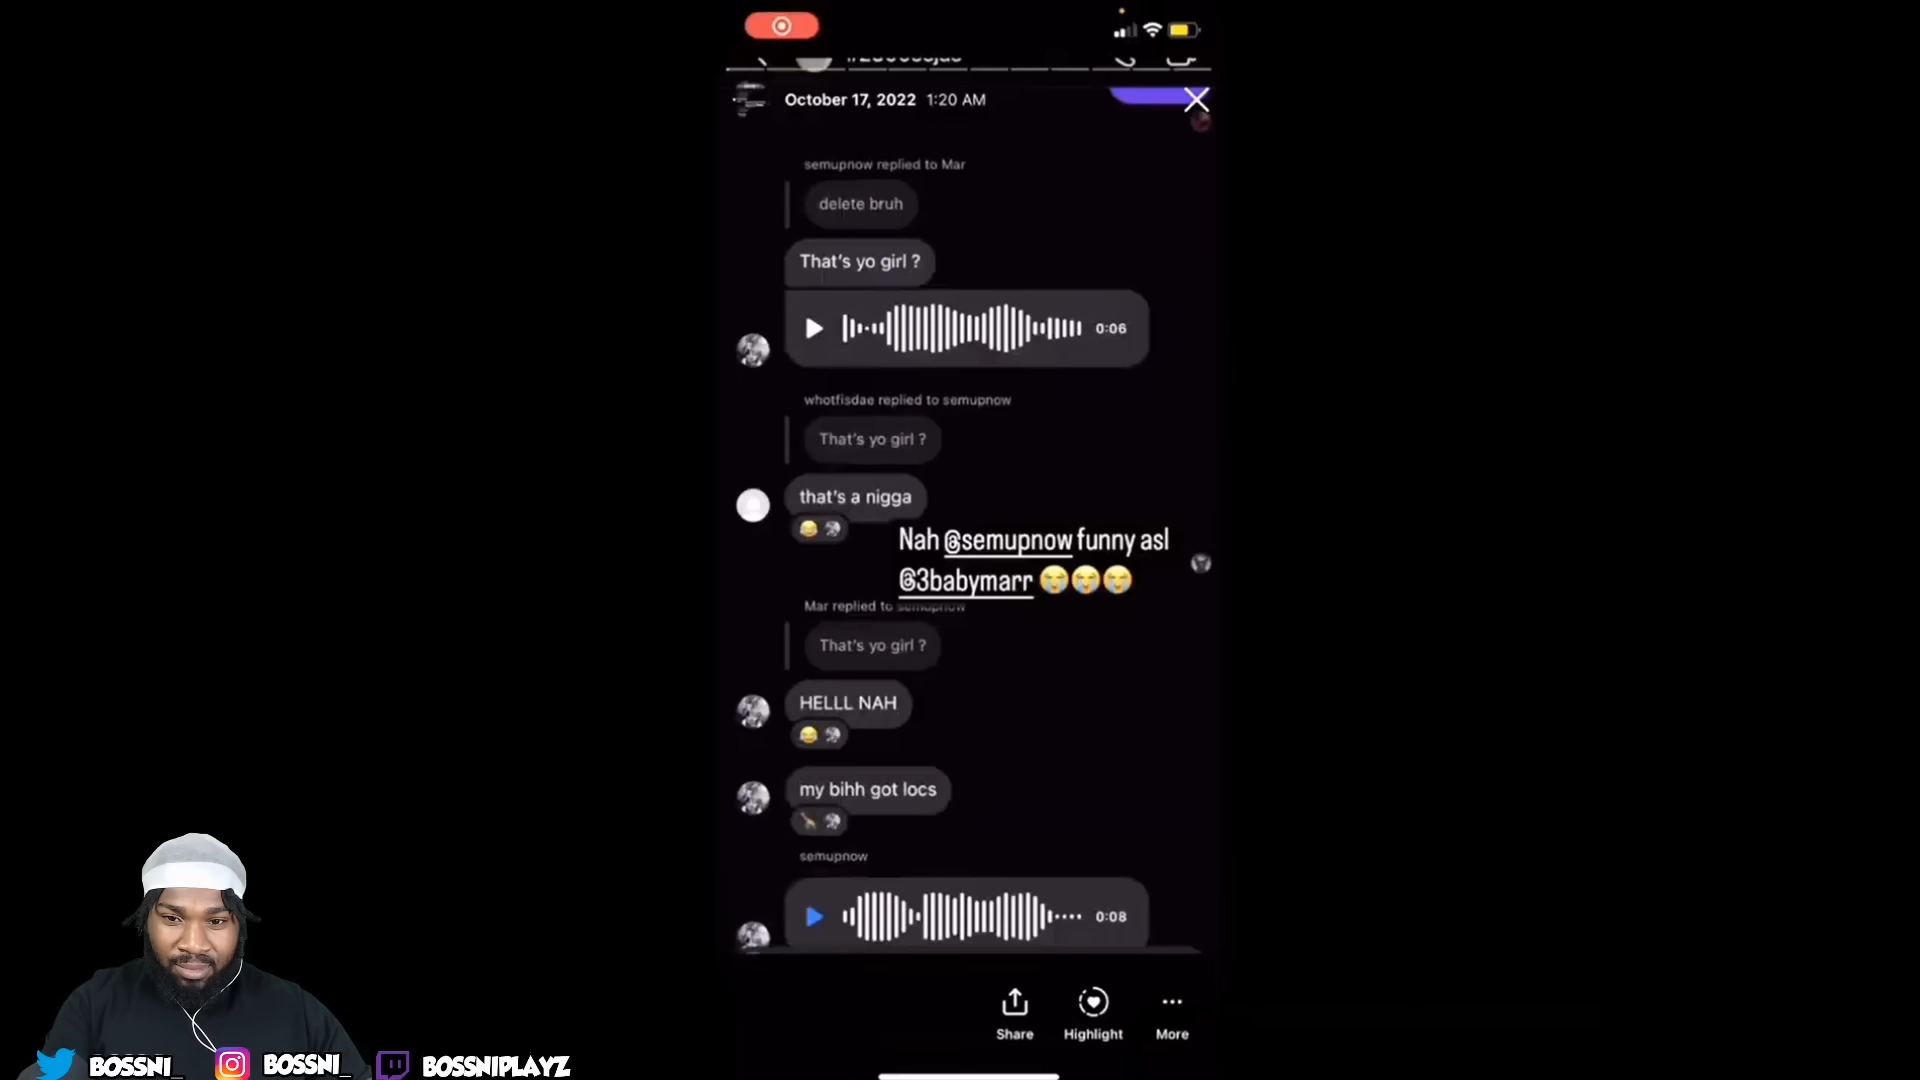 October 17, 2022 1:20 AM
semupnow replied to Mar
delete bruh
That's yo girl ?
0:06
whotfisdae replied to semupnow
That's yo girl ?
that's a nigga
Nah @semupnow funny asl
@3babymarr 😭😭😭
Mar replied to semupnow
That's yo girl ?
HELLL NAH
my bihh got locs
semupnow
0:08
Share Highlight More
BOSSNI_ BOSSNI_ BOSSNIPLAYZ